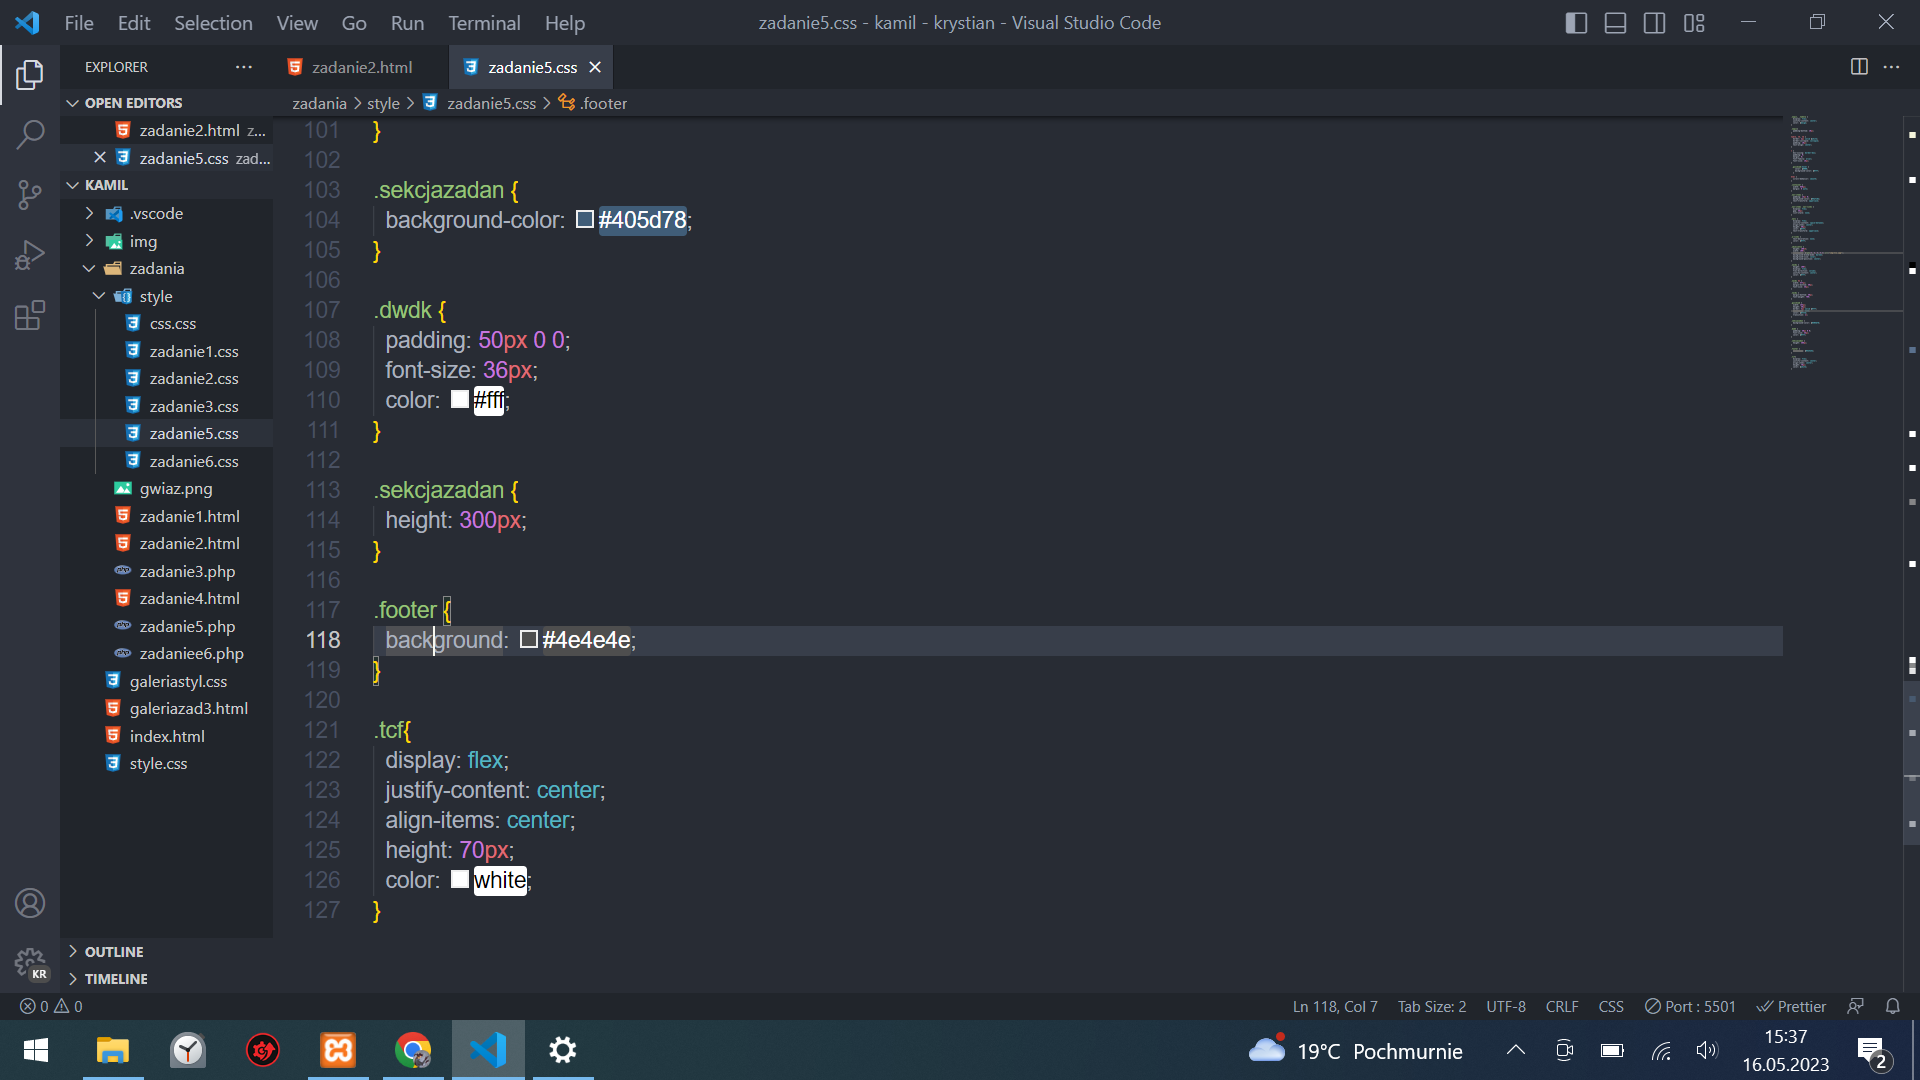 File Edit Selection View Go Run Terminal Help
zadanie5.css - kamil - krystian - Visual Studio Code
EXPLORER
zadanie2.html
zadanie5.css
OPEN EDITORS
zadanie2.html z...
zadanie5.css zad...
KAMIL
.vscode
img
zadania
style
css.css
zadanie1.css
zadanie2.css
zadanie3.css
zadanie5.css
zadanie6.css
gwiaz.png
zadanie1.html
zadanie2.html
zadanie3.php
zadanie4.html
zadanie5.php
zadaniee6.php
galeriastyl.css
galeriazad3.html
index.html
style.css
OUTLINE
TIMELINE
KR
zadania > style > zadanie5.css > .footer
101 }
102
103 .sekcjazadan {
104 background-color: #405d78;
105 }
106
107 .dwdk {
108 padding: 50px 0 0;
109 font-size: 36px;
110 color: #fff;
111 }
112
113 .sekcjazadan {
114 height: 300px;
115 }
116
117 .footer {
118 background: #4e4e4e;
119 }
120
121 .tcf{
122 display: flex;
123 justify-content: center;
124 align-items: center;
125 height: 70px;
126 color: white;
127 }
0 0
Ln 118, Col 7 Tab Size: 2 UTF-8 CRLF CSS Port : 5501 Prettier
19°C Pochmurnie
15:37
16.05.2023
2